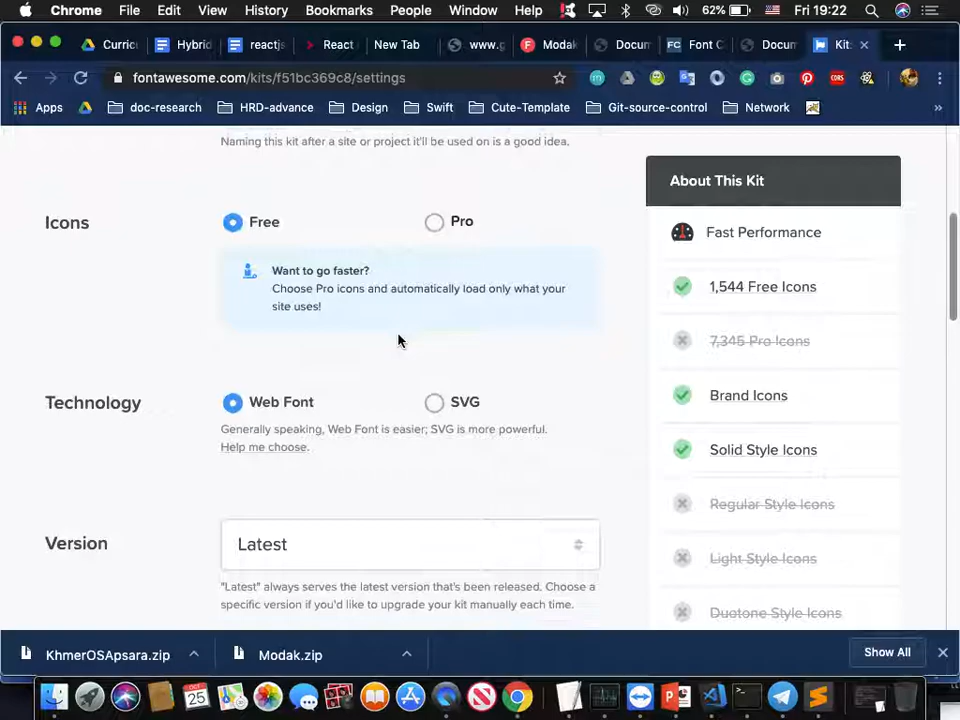 Chrome File Edit View History Bookmarks People Window Help 62% Fri 19:22
Curricu Hybrid reactjs React New Tab www.g Modak Docum Font C Docum Kit:
fontawesome.com/kits/f51bc369c8/settings
Apps doc-research HRD-advance Design Swift Cute-Template Git-source-control Network »
Naming this kit after a site or project it'll be used on is a good idea.
About This Kit
Icons Free Pro
Fast Performance
Want to go faster?
Choose Pro icons and automatically load only what your
site uses!
1,544 Free Icons
7,345 Pro Icons
Brand Icons
Technology Web Font SVG
Generally speaking, Web Font is easier; SVG is more powerful.
Help me choose.
Solid Style Icons
Regular Style Icons
Version Latest
Light Style Icons
"Latest" always serves the latest version that's been released. Choose a
specific version if you'd like to upgrade your kit manually each time.
Duotone Style Icons
KhmerOSApsara.zip Modak.zip Show All